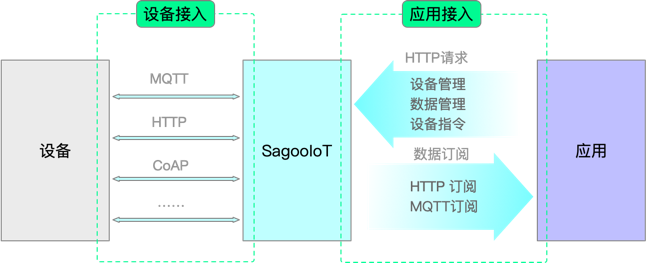 设备接入
应用接入
设备
MQTT
HTTP
CoAP
……
SagooIoT
HTTP请求
设备管理
数据管理
设备指令
数据订阅
HTTP 订阅
MQTT订阅
应用